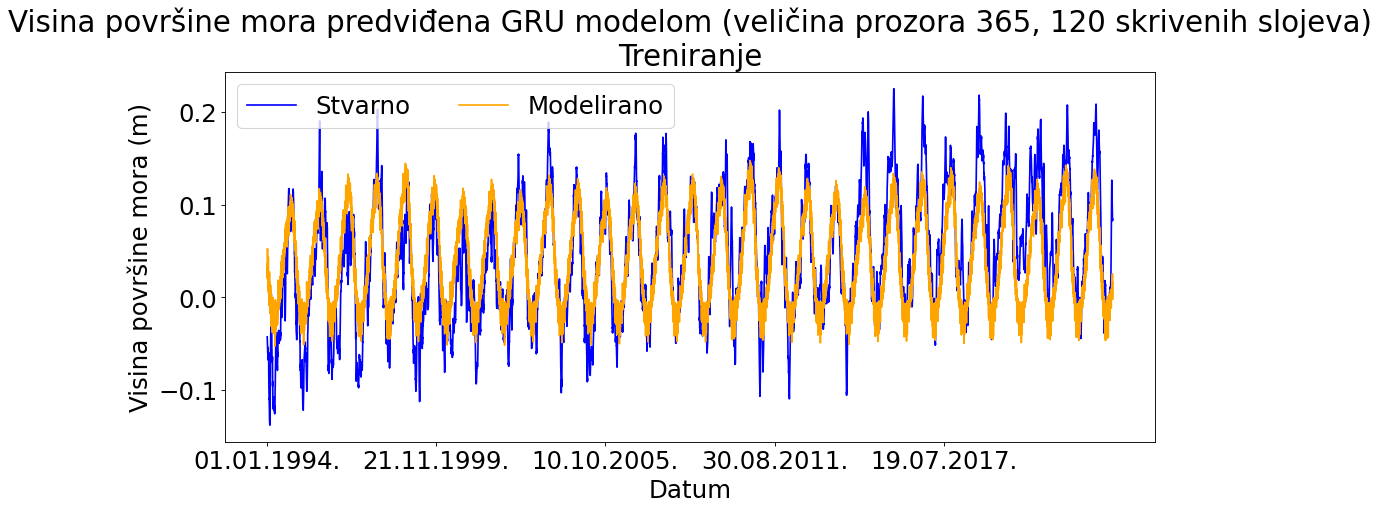 Visina površine mora predviđena GRU modelom (veličina prozora 365, 120 skrivenih slojeva)
Treniranje
Stvarno
Modelirano
Visina površine mora (m)
0.2
0.1
0.0
−0.1
01.01.1994.
21.11.1999.
10.10.2005.
30.08.2011.
19.07.2017.
Datum